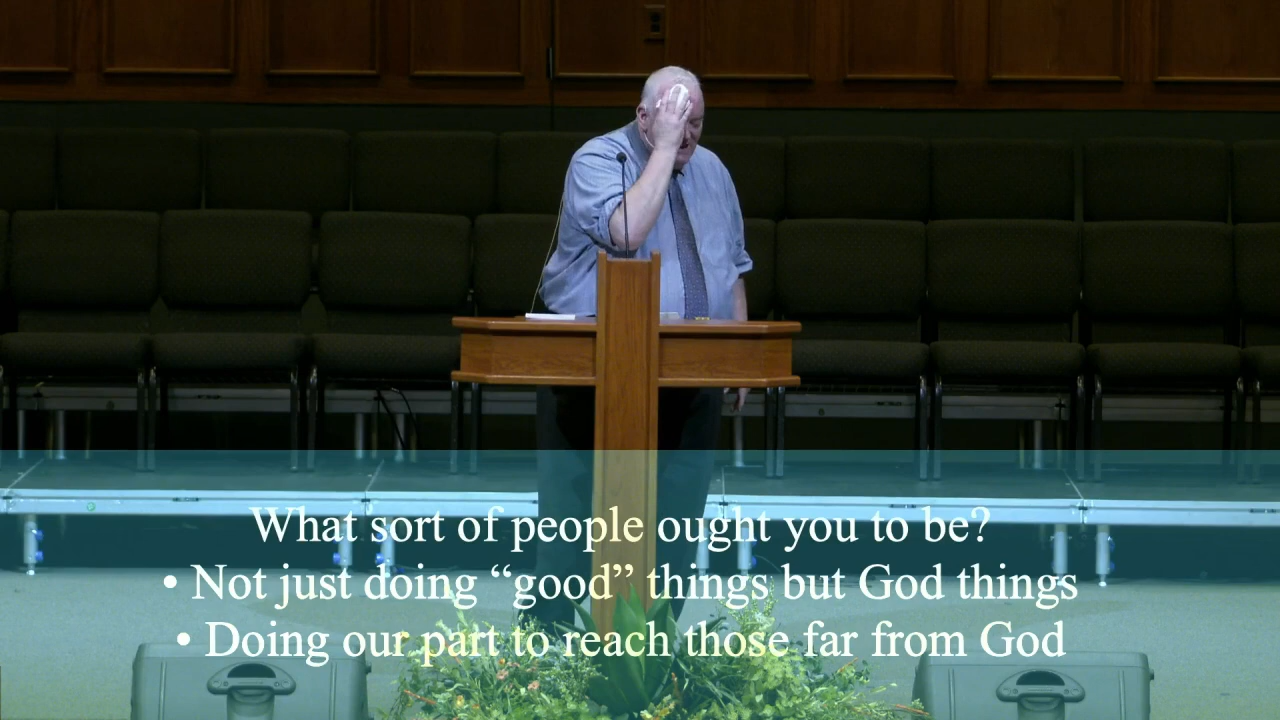 What sort of people ought you to be?
• Not just doing “good” things but God things
• Doing our part to reach those far from God